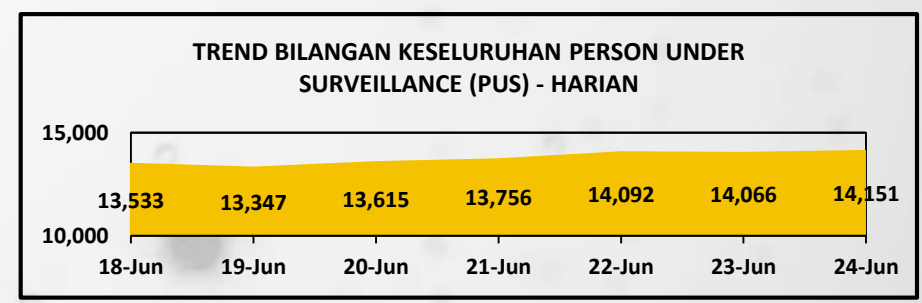 TREND BILANGAN KESELURUHAN PERSON UNDER
SURVEILLANCE (PUS) - HARIAN
15,000
13,533 13,347 13,615 13,756 14,092 14,066 14,151
10,000
18-Jun 19-Jun 20-Jun 21-Jun 22-Jun 23-Jun 24-Jun